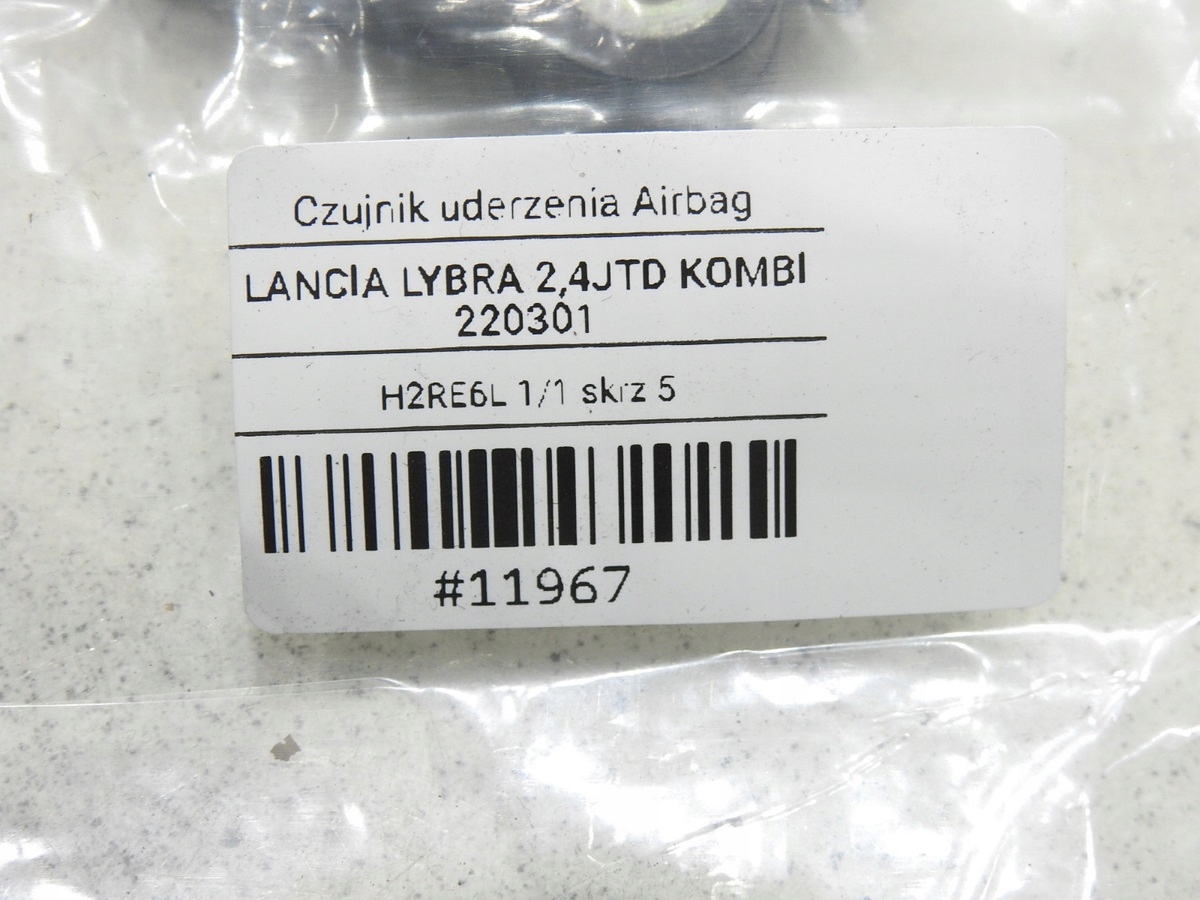 Czujnik uderzenia Airbag
LANCIA LYBRA 2,4JTD KOMBI
220301
H2RE6L 1/1 skrz 5
#11967